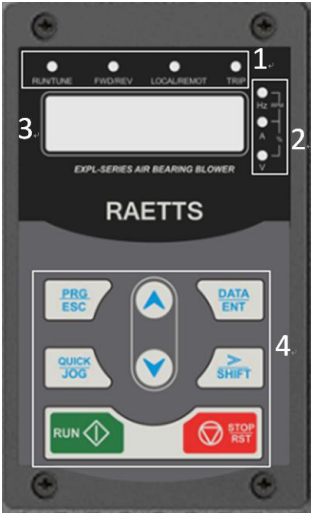 1
RUN/TUNE FWD/REV LOCAL/REMOT TRIP
Hz RPM
A %
V
2
3
EXPL-SERIES AIR BEARING BLOWER
RAETTS
PRG
ESC
DATA
ENT
QUICK
JOG
>
SHIFT
4
RUN
STOP
RST